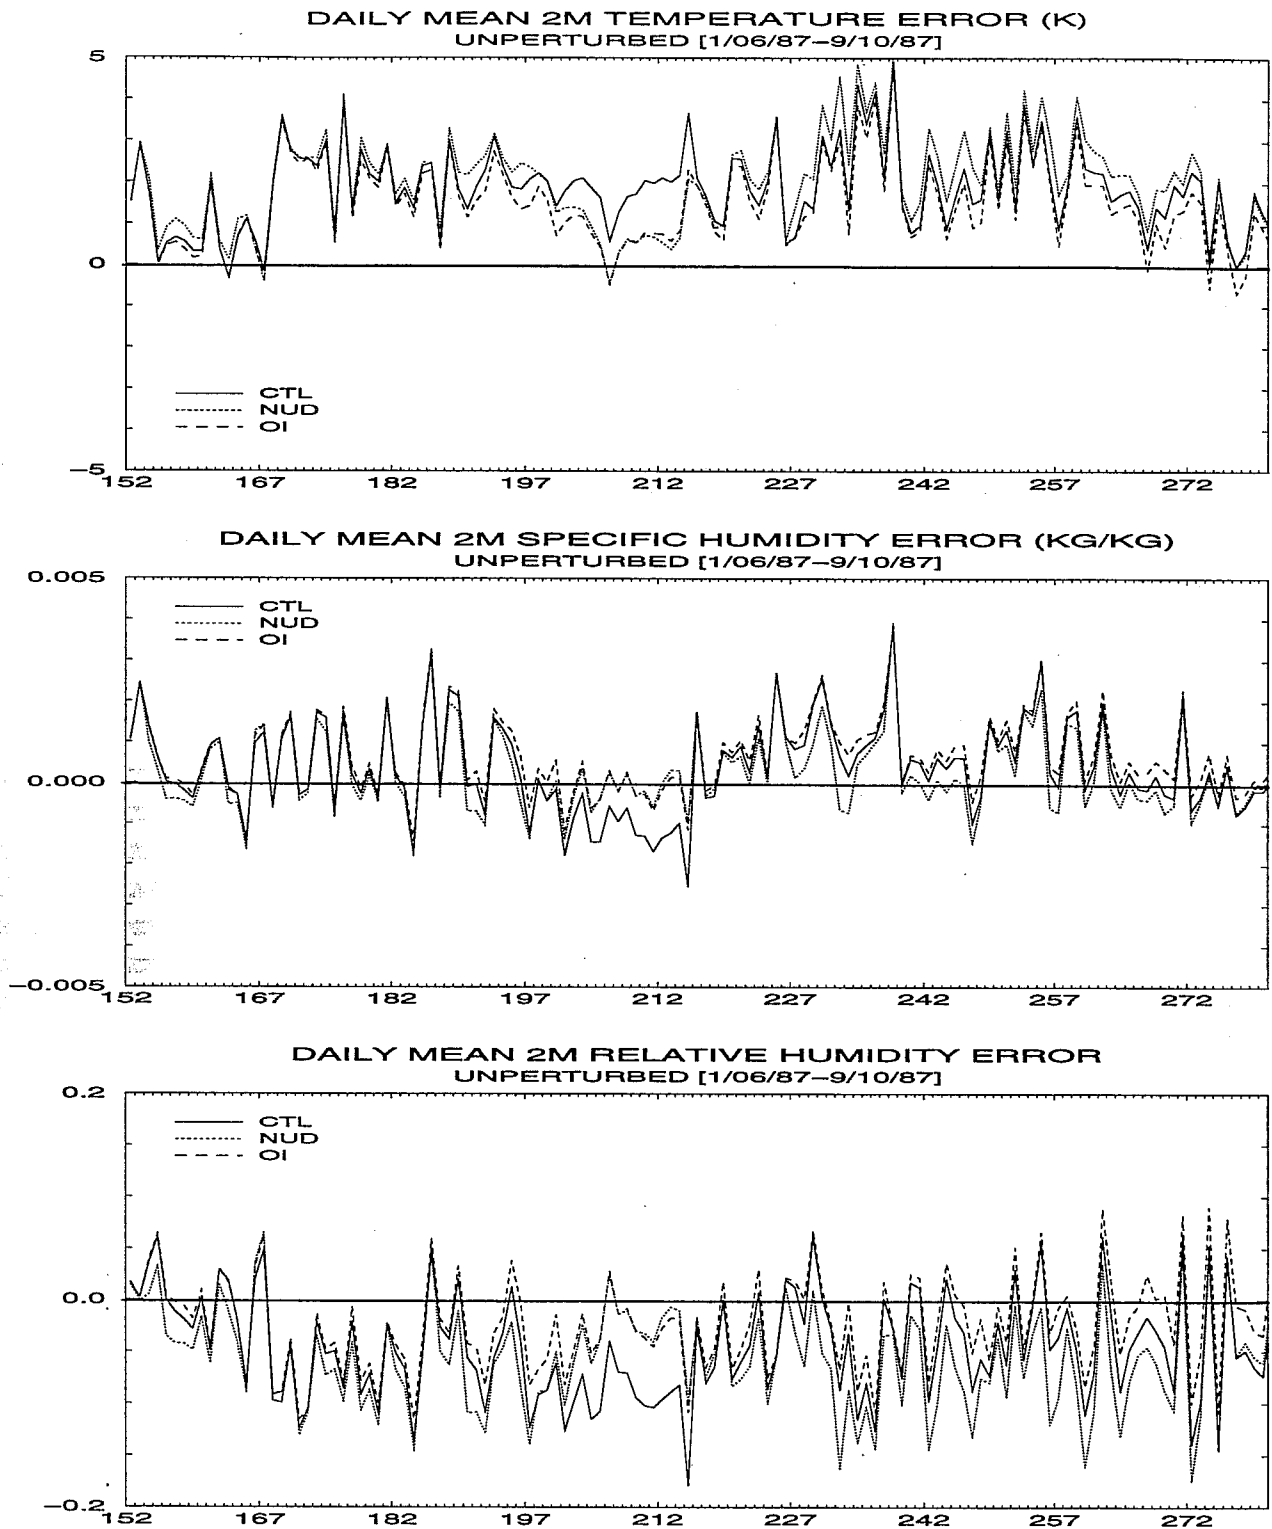 DAILY MEAN 2M TEMPERATURE ERROR (K)
UNPERTURBED [1/06/87–9/10/87]
5
0
–5
CTL
NUD
OI
152 167 182 197 212 227 242 257 272
DAILY MEAN 2M SPECIFIC HUMIDITY ERROR (KG/KG)
UNPERTURBED [1/06/87–9/10/87]
0.005
CTL
NUD
OI
0.000
–0.005
152 167 182 197 212 227 242 257 272
DAILY MEAN 2M RELATIVE HUMIDITY ERROR
UNPERTURBED [1/06/87–9/10/87]
0.2
CTL
NUD
OI
0.0
–0.2
152 167 182 197 212 227 242 257 272